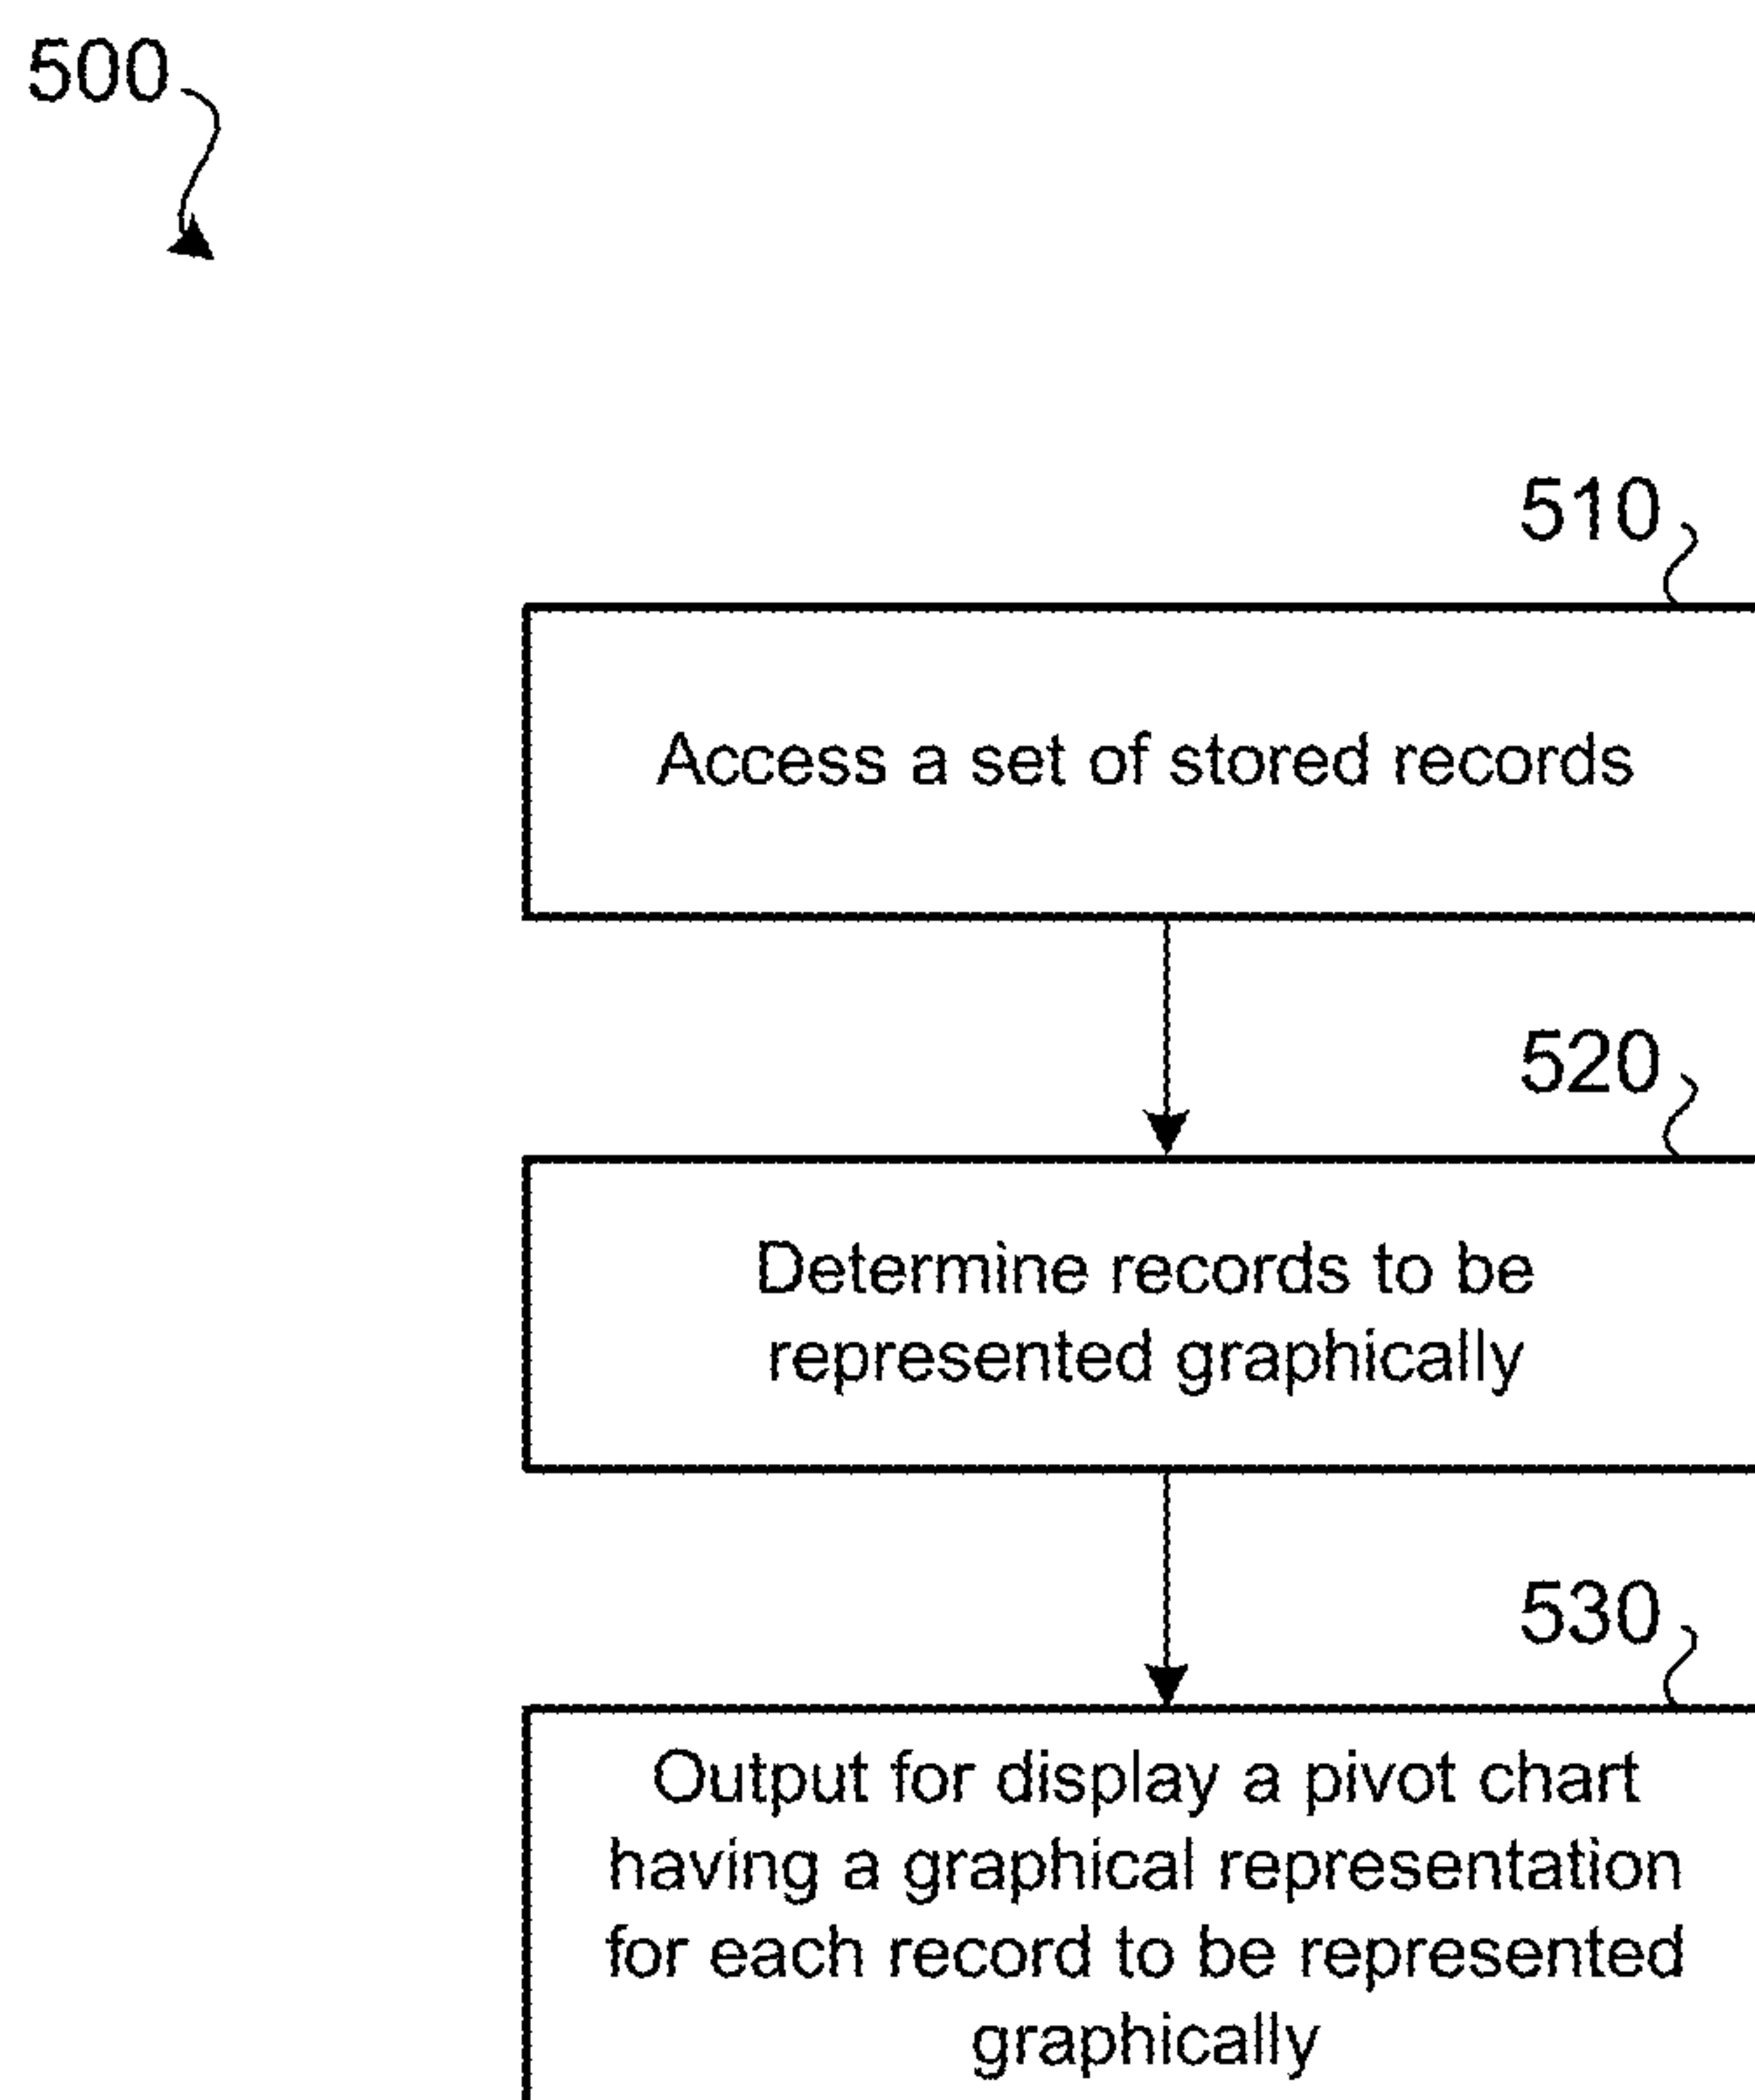 500
510
Access a set of stored records
520
Determine records to be
represented graphically
530
Output for display a pivot chart
having a graphical representation
for each record to be represented
graphically